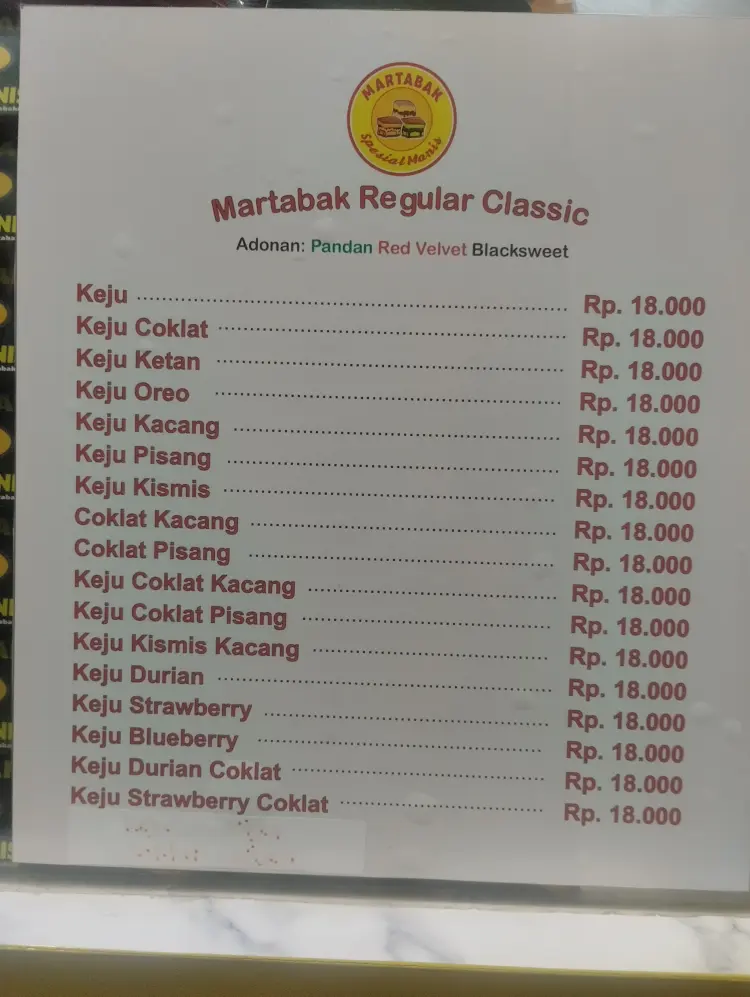 MARTABAK
Spesial Manis
Martabak Regular Classic
Adonan: Pandan Red Velvet Blacksweet
Keju Rp. 18.000
Keju Coklat Rp. 18.000
Keju Ketan Rp. 18.000
Keju Oreo Rp. 18.000
Keju Kacang Rp. 18.000
Keju Pisang Rp. 18.000
Keju Kismis Rp. 18.000
Coklat Kacang Rp. 18.000
Coklat Pisang Rp. 18.000
Keju Coklat Kacang Rp. 18.000
Keju Coklat Pisang Rp. 18.000
Keju Kismis Kacang Rp. 18.000
Keju Durian Rp. 18.000
Keju Strawberry Rp. 18.000
Keju Blueberry Rp. 18.000
Keju Durian Coklat Rp. 18.000
Keju Strawberry Coklat Rp. 18.000